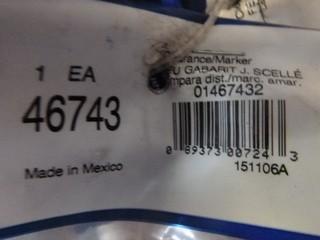 1 EA
46743
Made in Mexico
rance/Marker
U GABARIT J. SCELLÉ
mpara dist./marc. amar.
01467432
0 89373 00724 3
151106A